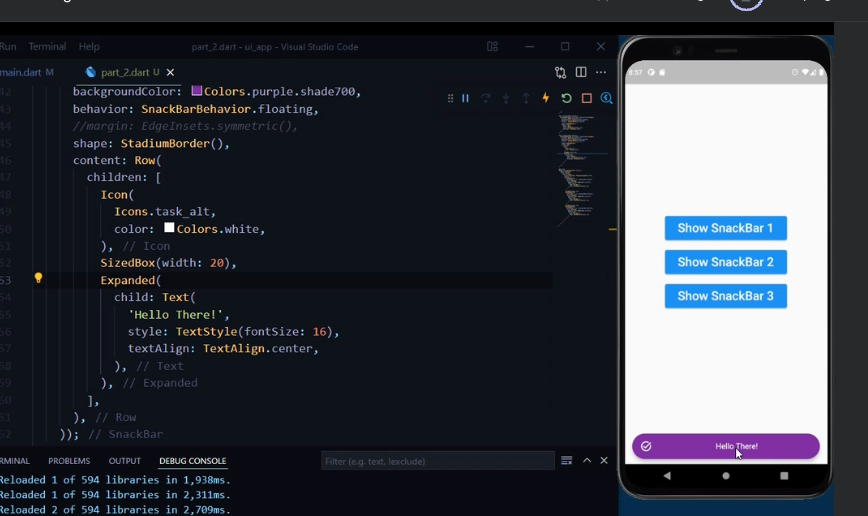 Run Terminal Help part_2.dart - ui_app - Visual Studio Code
main.dart M part_2.dart U
backgroundColor: Colors.purple.shade700,
43 behavior: SnackBarBehavior.floating,
44 //margin: EdgeInsets.symmetric(),
45 shape: StadiumBorder(),
46 content: Row(
47 children: [
48 Icon(
49 Icons.task_alt,
50 color: Colors.white,
51 ), // Icon
52 SizedBox(width: 20),
53 Expanded(
54 child: Text(
55 'Hello There!',
56 style: TextStyle(fontSize: 16),
57 textAlign: TextAlign.center,
58 ), // Text
59 ), // Expanded
60 ],
61 ), // Row
62 )); // SnackBar
RMINAL PROBLEMS OUTPUT DEBUG CONSOLE Filter (e.g. text, !exclude)
Reloaded 1 of 594 libraries in 1,938ms.
Reloaded 1 of 594 libraries in 2,311ms.
Reloaded 2 of 594 libraries in 2,709ms.
8:57
Show SnackBar 1
Show SnackBar 2
Show SnackBar 3
Hello There!